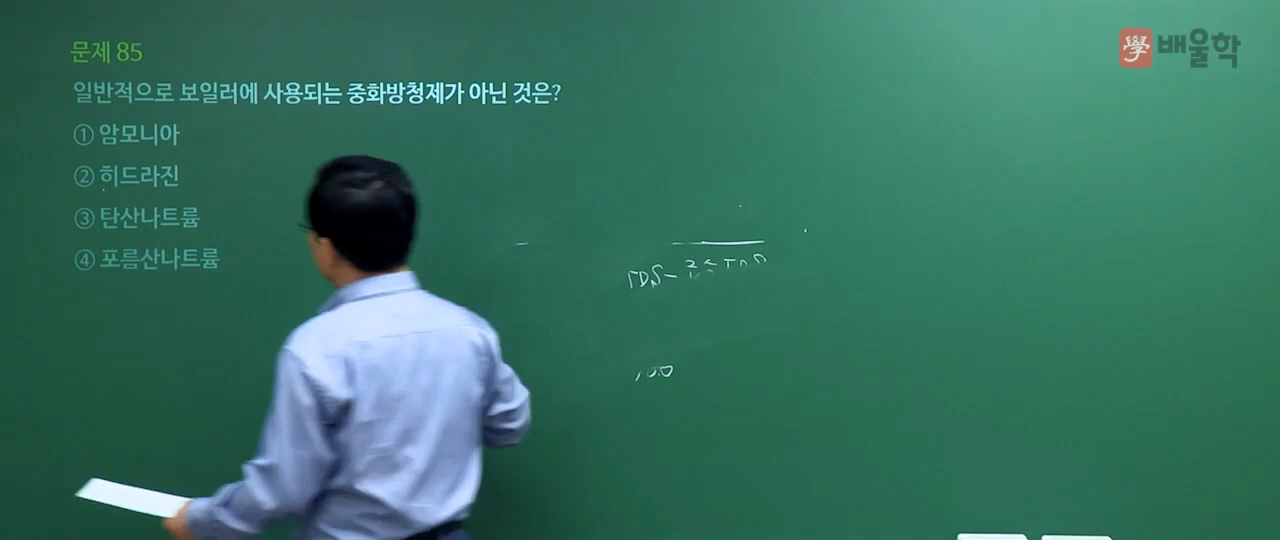 문제 85
學 배울학
일반적으로 보일러에 사용되는 중화방청제가 아닌 것은?
① 암모니아
② 히드라진
③ 탄산나트륨
④ 포름산나트륨